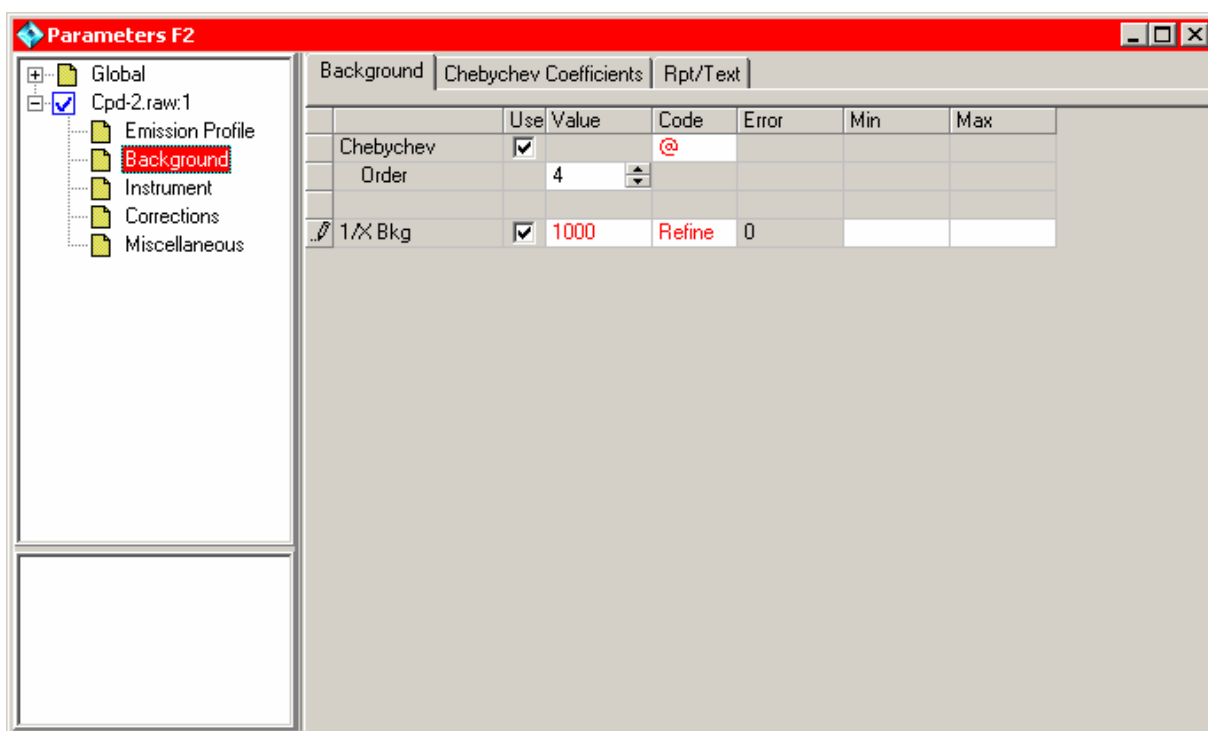 Parameters F2
Global
Cpd-2.raw:1
Emission Profile
Background
Instrument
Corrections
Miscellaneous
Background Chebychev Coefficients Rpt/Text
Use Value Code Error Min Max
Chebychev @
Order 4
1/X Bkg 1000 Refine 0